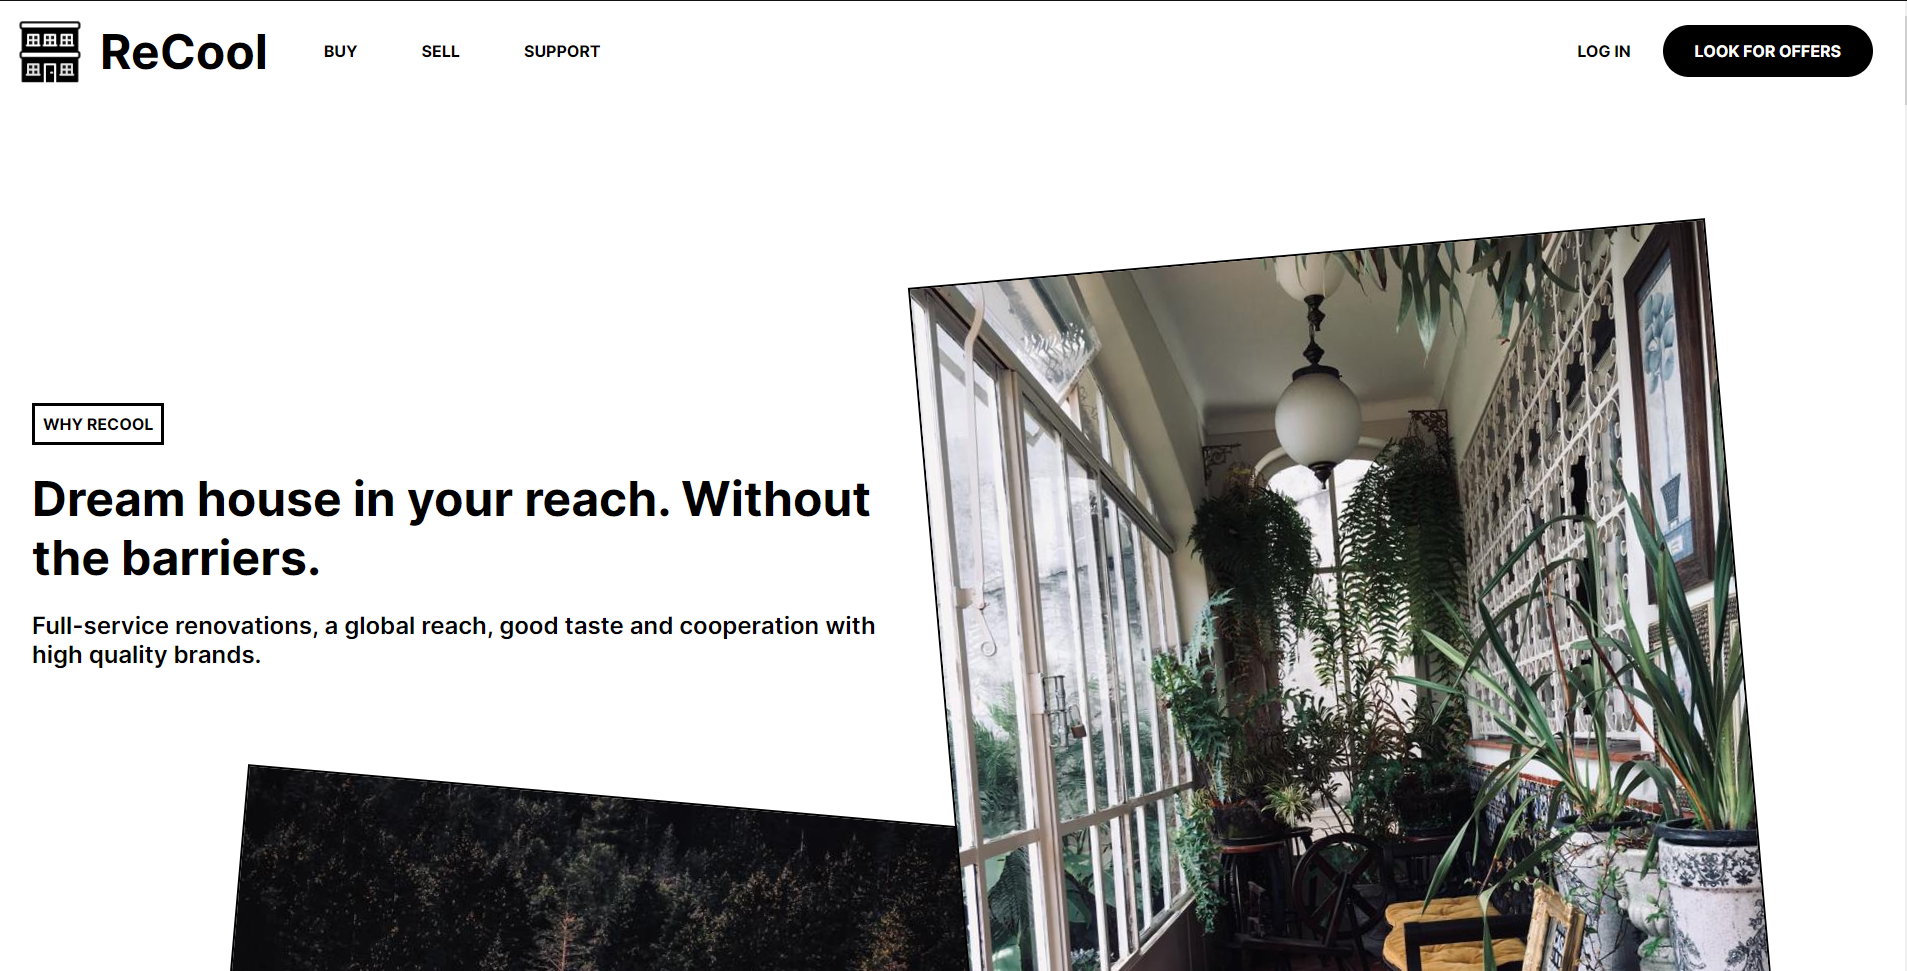 ReCool
BUY
SELL
SUPPORT
LOG IN
LOOK FOR OFFERS
WHY RECOOL
Dream house in your reach. Without
the barriers.
Full-service renovations, a global reach, good taste and cooperation with
high quality brands.